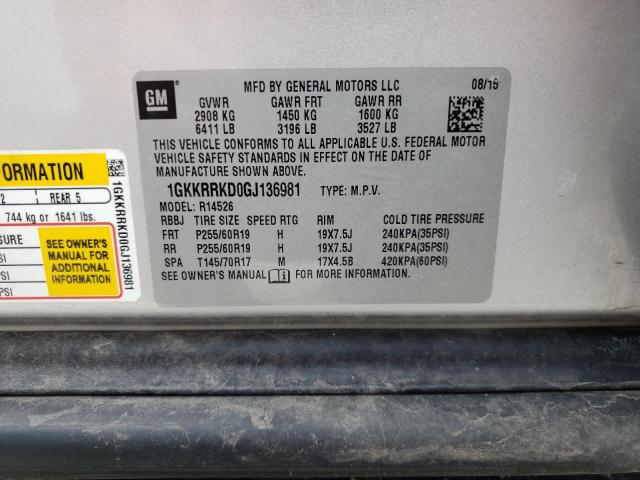 GM
MFD BY GENERAL MOTORS LLC 08/15
GVWR GAWR FRT GAWR RR
2908 KG 1450 KG 1600 KG
6411 LB 3196 LB 3527 LB
THIS VEHICLE CONFORMS TO ALL APPLICABLE U.S. FEDERAL MOTOR
VEHICLE SAFETY STANDARDS IN EFFECT ON THE DATE OF
MANUFACTURE SHOWN ABOVE.
1GKKRRKD0GJ136981 TYPE: M.P.V.
MODEL: R14526
RBBJ TIRE SIZE SPEED RTG RIM COLD TIRE PRESSURE
FRT P255/60R19 H 19X7.5J 240KPA(35PSI)
RR P255/60R19 H 19X7.5J 240KPA(35PSI)
SPA T145/70R17 M 17X4.5B 420KPA(60PSI)
SEE OWNER'S MANUAL FOR MORE INFORMATION.
FORMATION
2 REAR 5
744 kg or 1641 lbs.
SURE
PSI
PSI
PSI
SEE OWNER'S
MANUAL FOR
ADDITIONAL
INFORMATION
1GKKRRKD0GJ136981